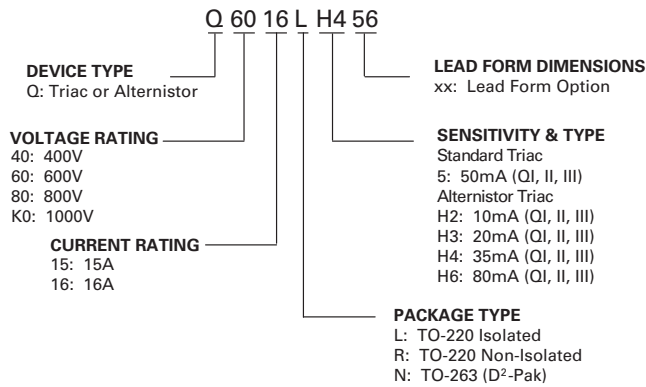 Q 60 16 L H4 56
DEVICE TYPE
Q: Triac or Alternistor
VOLTAGE RATING
40: 400V
60: 600V
80: 800V
K0: 1000V
CURRENT RATING
15: 15A
16: 16A
LEAD FORM DIMENSIONS
xx: Lead Form Option
SENSITIVITY & TYPE
Standard Triac
5: 50mA (QI, II, III)
Alternistor Triac
H2: 10mA (QI, II, III)
H3: 20mA (QI, II, III)
H4: 35mA (QI, II, III)
H6: 80mA (QI, II, III)
PACKAGE TYPE
L: TO-220 Isolated
R: TO-220 Non-Isolated
N: TO-263 (D²-Pak)